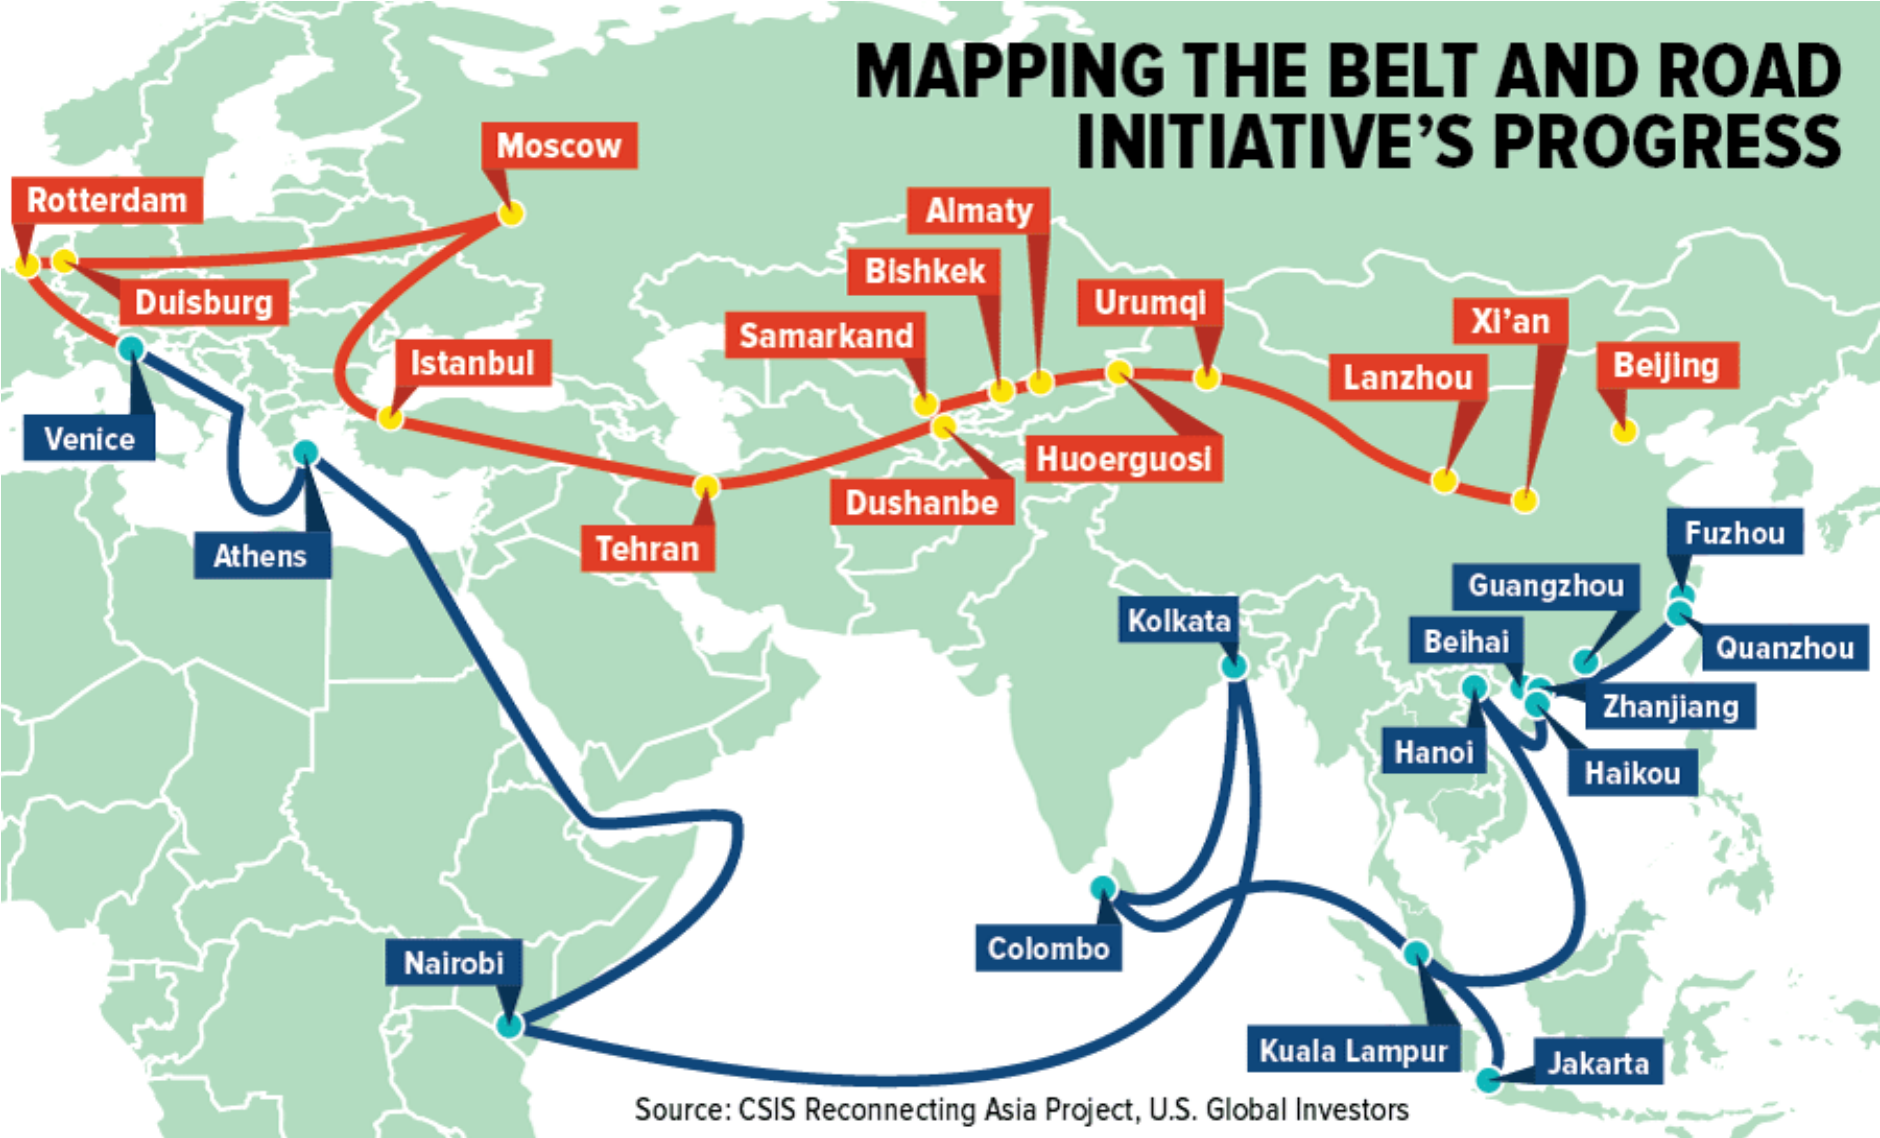 MAPPING THE BELT AND ROAD
INITIATIVE'S PROGRESS
Moscow
Rotterdam
Almaty
Bishkek
Duisburg
Urumqi
Xi'an
Samarkand
Istanbul
Beijing
Lanzhou
Venice
Huoerguosi
Dushanbe
Tehran
Athens
Fuzhou
Guangzhou
Kolkata
Beihai
Quanzhou
Zhanjiang
Hanoi
Haikou
Colombo
Nairobi
Kuala Lampur
Jakarta
Source: CSIS Reconnecting Asia Project, U.S. Global Investors